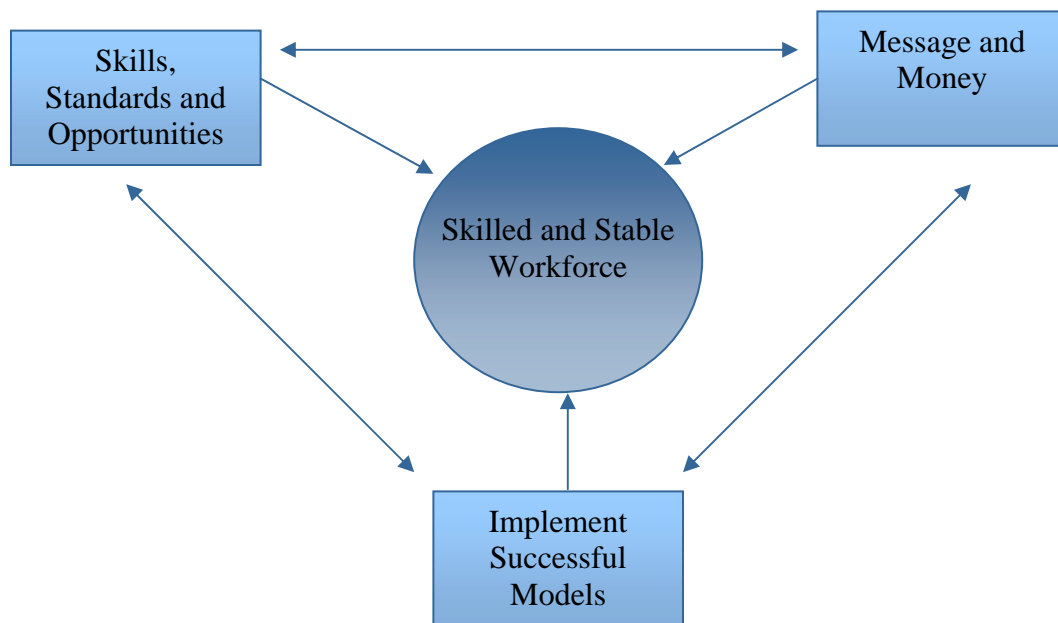 Skills,
Standards and
Opportunities
Message and
Money
Skilled and Stable
Workforce
Implement
Successful
Models